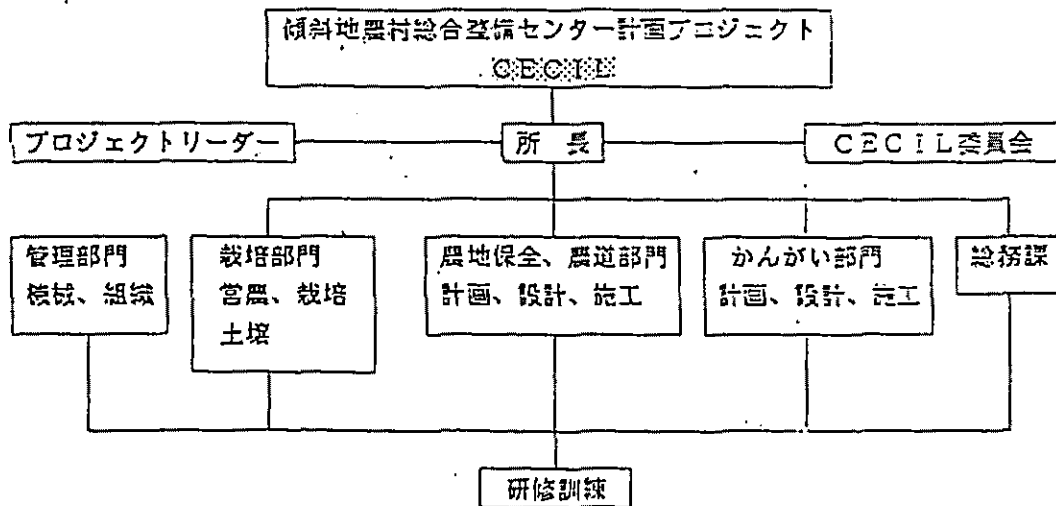 傾斜地農村総合整備センター計画プロジェクト
CECIL
プロジェクトリーダー
所 長
CECIL委員会
管理部門
機械、組織
栽培部門
営農、栽培
土培
農地保全、農道部門
計画、設計、施工
かんがい部門
計画、設計、施工
総務課
研修訓練